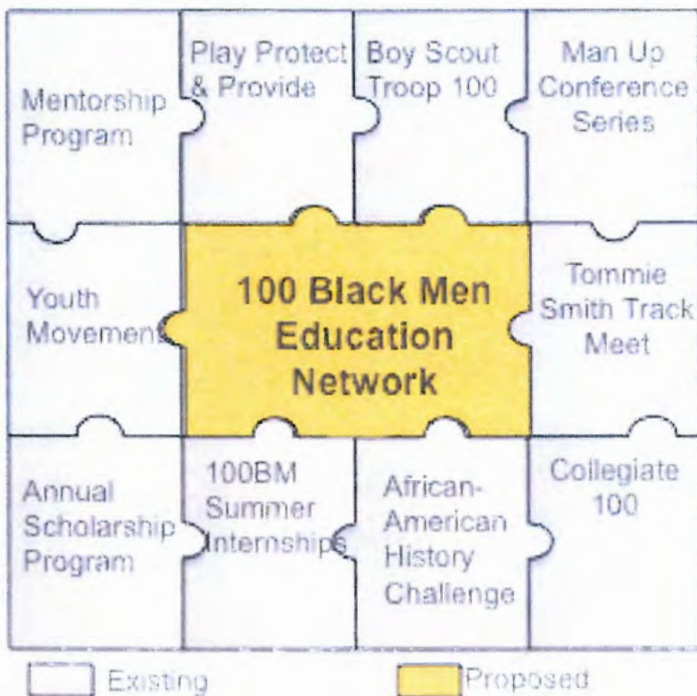 Mentorship
Program
Play Protect
& Provide
Boy Scout
Troop 100
Man Up
Conference
Series
Youth
Movement
100 Black Men
Education
Network
Tommie
Smith Track
Meet
Annual
Scholarship
Program
100BM
Summer
Internships
African-
American
History
Challenge
Collegiate
100
Existing
Proposed